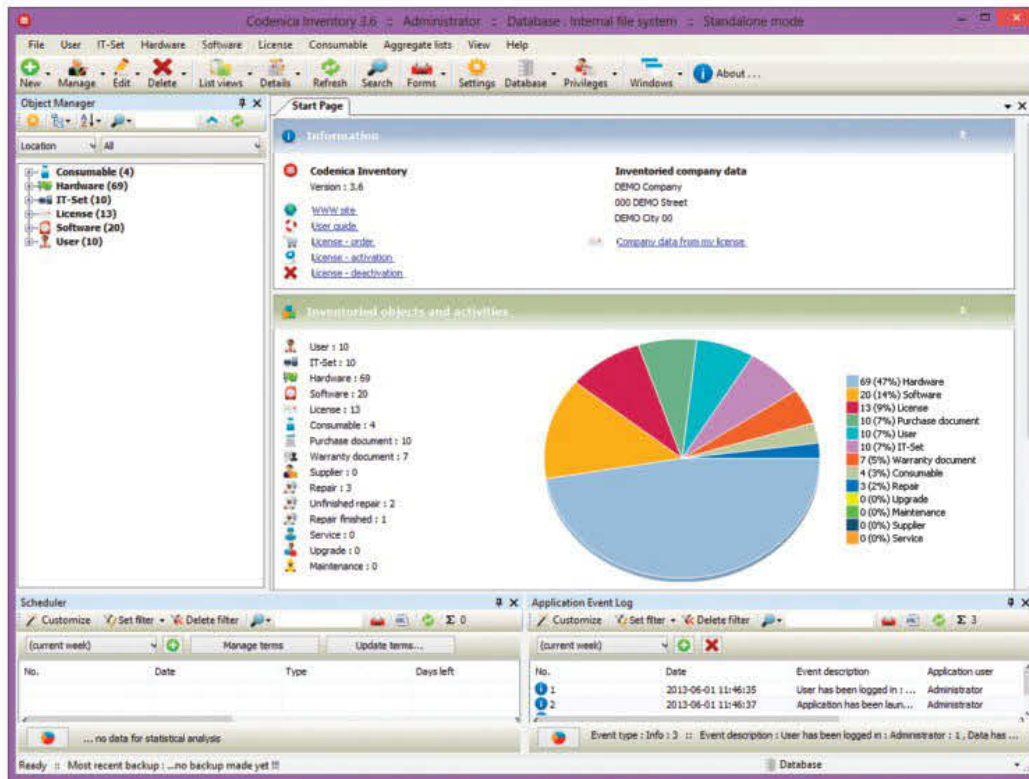 Codenica Inventory 3.6 :: Administrator :: Database : Internal file system :: Standalone mode
File User IT-Set Hardware Software License Consumable Aggregate lists View Help
New Manage Edit Delete List views Details Refresh Search Forms Settings Database Privileges Windows About ...
Object Manager
Location All
Consumable (4)
Hardware (69)
IT-Set (10)
License (13)
Software (20)
User (10)
Start Page
Information
Codenica Inventory
Version : 3.6
WWW site
User guide
License - order
License - activation
License - deactivation
Inventoried company data
DEMO Company
000 DEMO Street
DEMO City 00
Company data from my license
Inventoried objects and activities
User : 10
IT-Set : 10
Hardware : 69
Software : 20
License : 13
Consumable : 4
Purchase document : 10
Warranty document : 7
Supplier : 0
Repair : 3
Unfinished repair : 2
Repair finished : 1
Service : 0
Upgrade : 0
Maintenance : 0
69 (47%) Hardware
20 (14%) Software
13 (9%) License
10 (7%) Purchase document
10 (7%) User
10 (7%) IT-Set
7 (5%) Warranty document
4 (3%) Consumable
3 (2%) Repair
0 (0%) Upgrade
0 (0%) Maintenance
0 (0%) Supplier
0 (0%) Service
Scheduler
Customize Set filter Delete filter Σ 0
(current week) Manage terms Update terms...
No. Date Type Days left
... no data for statistical analysis
Application Event Log
Customize Set filter Delete filter Σ 3
(current week)
No. Date Event description Application user
1 2013-06-01 11:46:35 User has been logged in : ... Administrator
2 2013-06-01 11:46:37 Application has been laun... Administrator
Event type : Info : 3 :: Event description : User has been logged in : Administrator : 1 , Data has ...
Ready :: Most recent backup : ...no backup made yet !!! Database